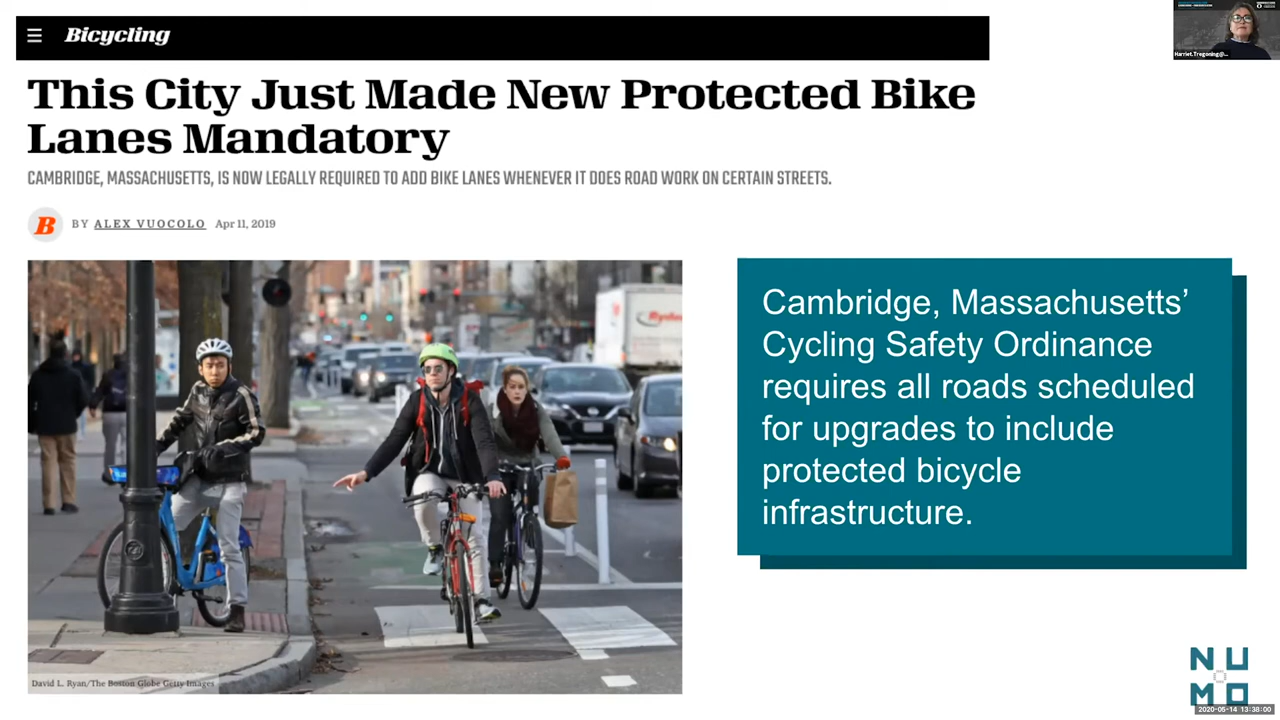 Bicycling
Harriet.Tregoning@...
This City Just Made New Protected Bike
Lanes Mandatory
CAMBRIDGE, MASSACHUSETTS, IS NOW LEGALLY REQUIRED TO ADD BIKE LANES WHENEVER IT DOES ROAD WORK ON CERTAIN STREETS.
B
BY ALEX VUOCOLO Apr 11, 2019
Cambridge, Massachusetts’
Cycling Safety Ordinance
requires all roads scheduled
for upgrades to include
protected bicycle
infrastructure.
David L. Ryan/The Boston Globe Getty Images
NU
MO
2020-05-14 13:38:00